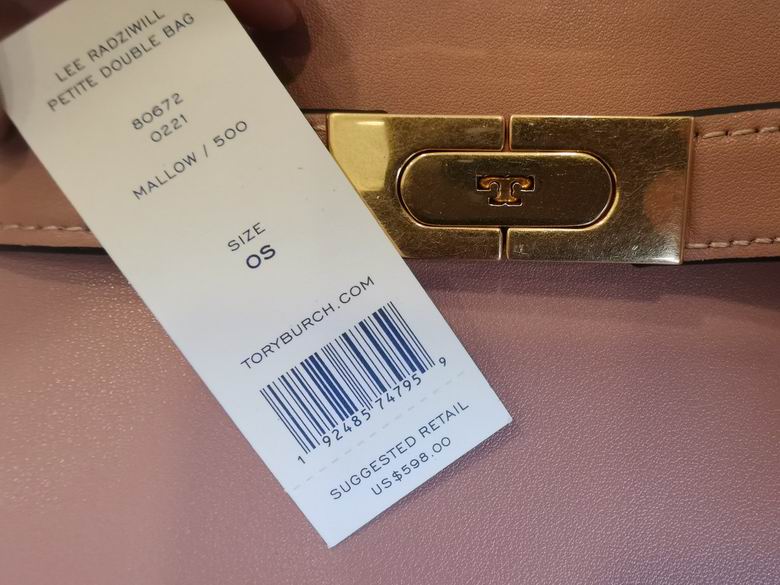 LEE RADZIWILL
PETITE DOUBLE BAG
80672
0221
MALLOW / 500
SIZE
OS
TORYBURCH.COM
1 92485 74795 9
SUGGESTED RETAIL
US$598.00